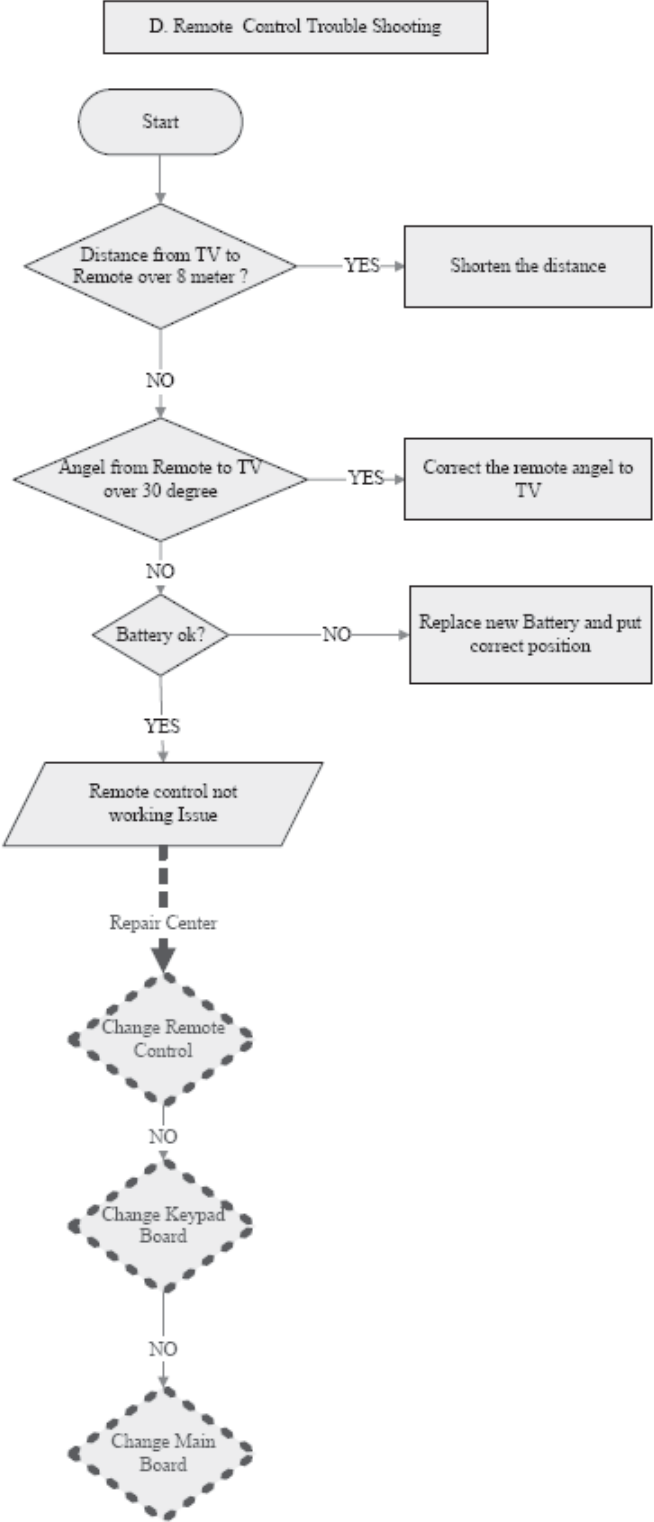 D. Remote Control Trouble Shooting
Start
Distance from TV to
Remote over 8 meter ?
YES
Shorten the distance
NO
Angel from Remote to TV
over 30 degree
YES
Correct the remote angel to
TV
NO
Battery ok?
NO
Replace new Battery and put
correct position
YES
Remote control not
working Issue
Repair Center
Change Remote
Control
NO
Change Keypad
Board
NO
Change Main
Board